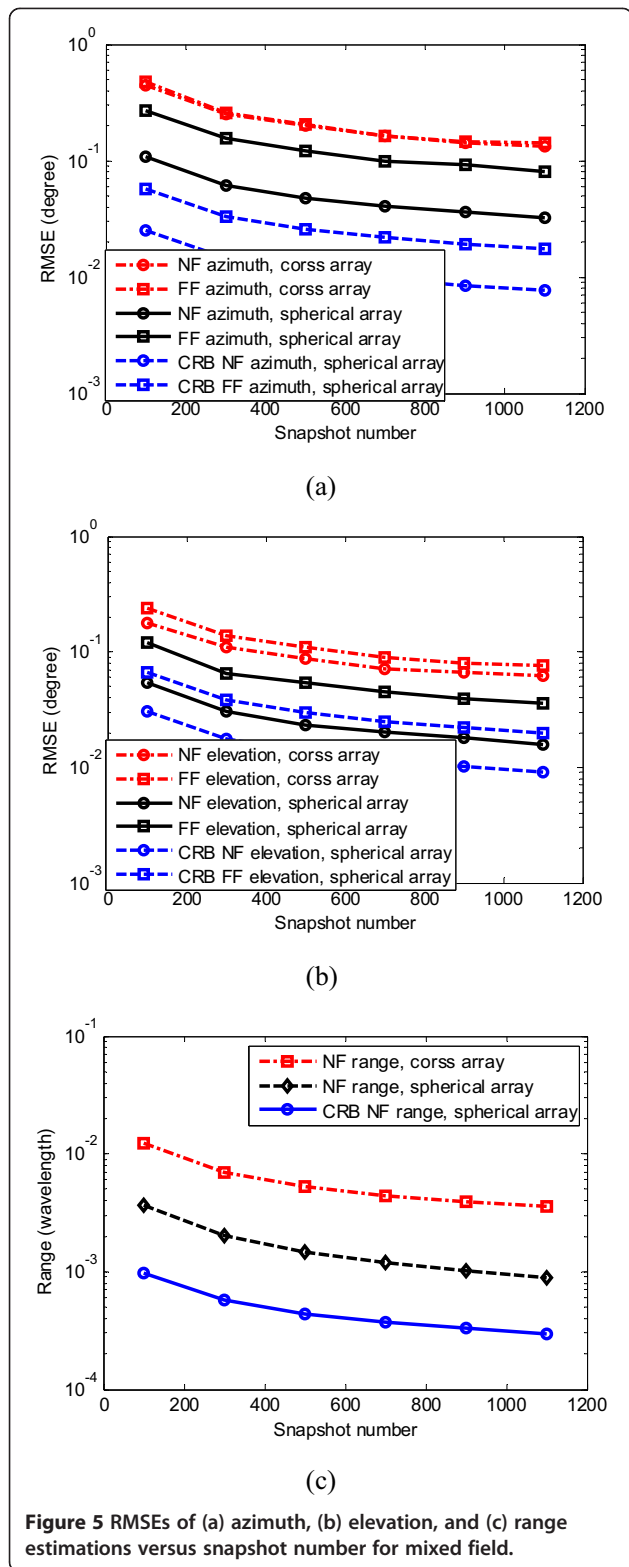 10^0
10^-1
10^-2
10^-3
RMSE (degree)
NF azimuth, corss array
FF azimuth, corss array
NF azimuth, spherical array
FF azimuth, spherical array
CRB NF azimuth, spherical array
CRB FF azimuth, spherical array
0 200 400 600 800 1000 1200
Snapshot number
(a)
10^0
10^-1
10^-2
10^-3
RMSE (degree)
NF elevation, corss array
FF elevation, corss array
NF elevation, spherical array
FF elevation, spherical array
CRB NF elevation, spherical array
CRB FF elevation, spherical array
0 200 400 600 800 1000 1200
Snapshot number
(b)
10^-1
10^-2
10^-3
10^-4
Range (wavelength)
NF range, corss array
NF range, spherical array
CRB NF range, spherical array
0 200 400 600 800 1000 1200
Snapshot number
(c)
Figure 5 RMSEs of (a) azimuth, (b) elevation, and (c) range
estimations versus snapshot number for mixed field.